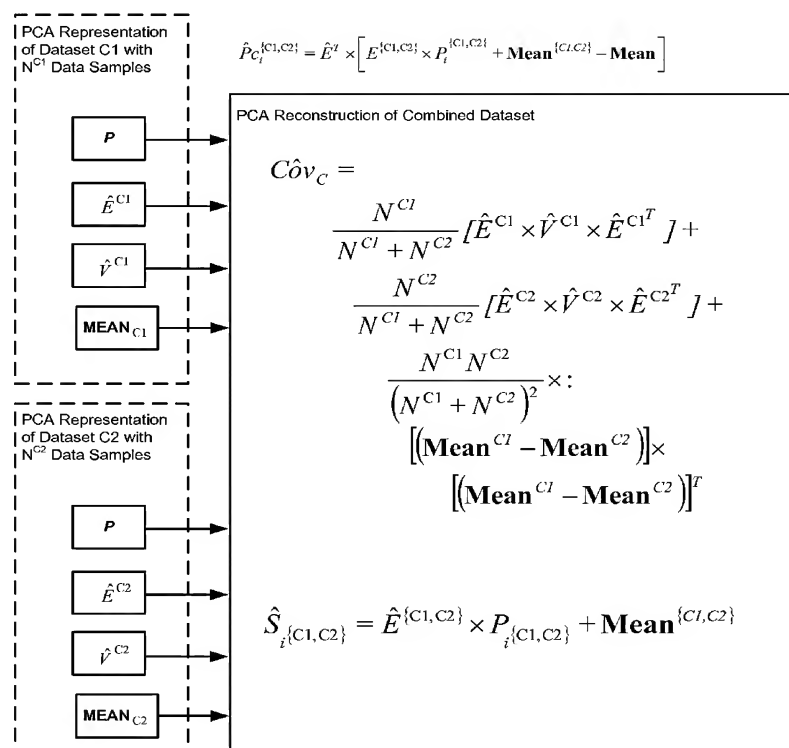 PCA Representation
of Dataset C1 with
N^C1 Data Samples
P̂c_i^{C1,C2} = Ê^T × [ E^{C1,C2} × P_i^{C1,C2} + Mean^{C1,C2} − Mean ]
P
Ê^C1
V̂^C1
MEAN_C1
PCA Representation
of Dataset C2 with
N^C2 Data Samples
P
Ê^C2
V̂^C2
MEAN_C2
PCA Reconstruction of Combined Dataset
Côv_C =
N^C1 / (N^C1 + N^C2) [Ê^C1 × V̂^C1 × Ê^C1^T ] +
N^C2 / (N^C1 + N^C2) [Ê^C2 × V̂^C2 × Ê^C2^T ] +
N^C1 N^C2 / (N^C1 + N^C2)^2 ×:
[(Mean^C1 − Mean^C2)]×
[(Mean^C1 − Mean^C2)]^T
Ŝ_i{C1,C2} = Ê^{C1,C2} × P_i{C1,C2} + Mean^{C1,C2}